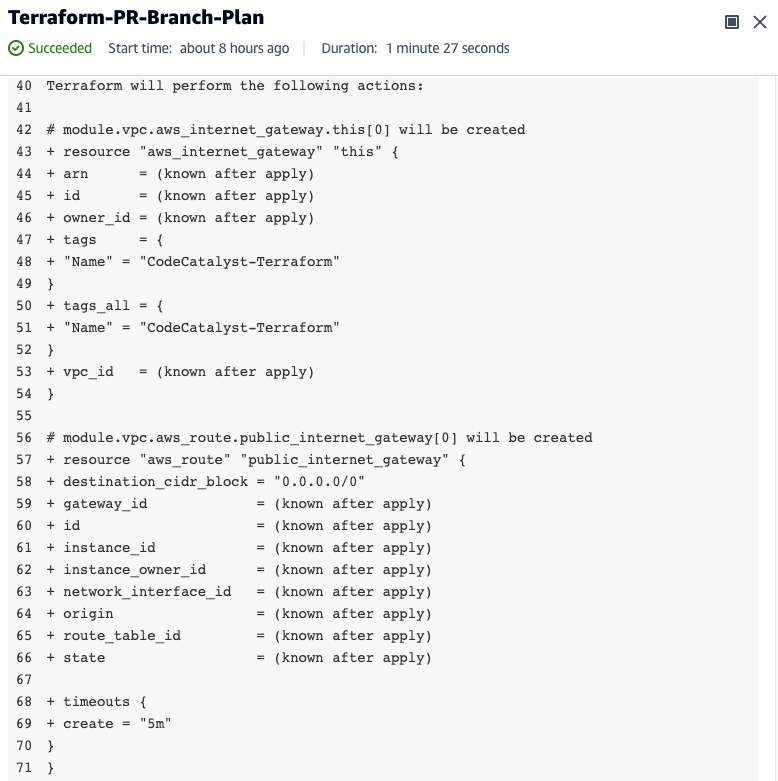 Terraform-PR-Branch-Plan
Succeeded Start time: about 8 hours ago Duration: 1 minute 27 seconds
40 Terraform will perform the following actions:
41
42 # module.vpc.aws_internet_gateway.this[0] will be created
43 + resource "aws_internet_gateway" "this" {
44 + arn      = (known after apply)
45 + id       = (known after apply)
46 + owner_id = (known after apply)
47 + tags     = {
48 + "Name" = "CodeCatalyst-Terraform"
49 }
50 + tags_all = {
51 + "Name" = "CodeCatalyst-Terraform"
52 }
53 + vpc_id   = (known after apply)
54 }
55
56 # module.vpc.aws_route.public_internet_gateway[0] will be created
57 + resource "aws_route" "public_internet_gateway" {
58 + destination_cidr_block = "0.0.0.0/0"
59 + gateway_id             = (known after apply)
60 + id                     = (known after apply)
61 + instance_id            = (known after apply)
62 + instance_owner_id      = (known after apply)
63 + network_interface_id   = (known after apply)
64 + origin                 = (known after apply)
65 + route_table_id         = (known after apply)
66 + state                  = (known after apply)
67
68 + timeouts {
69 + create = "5m"
70 }
71 }